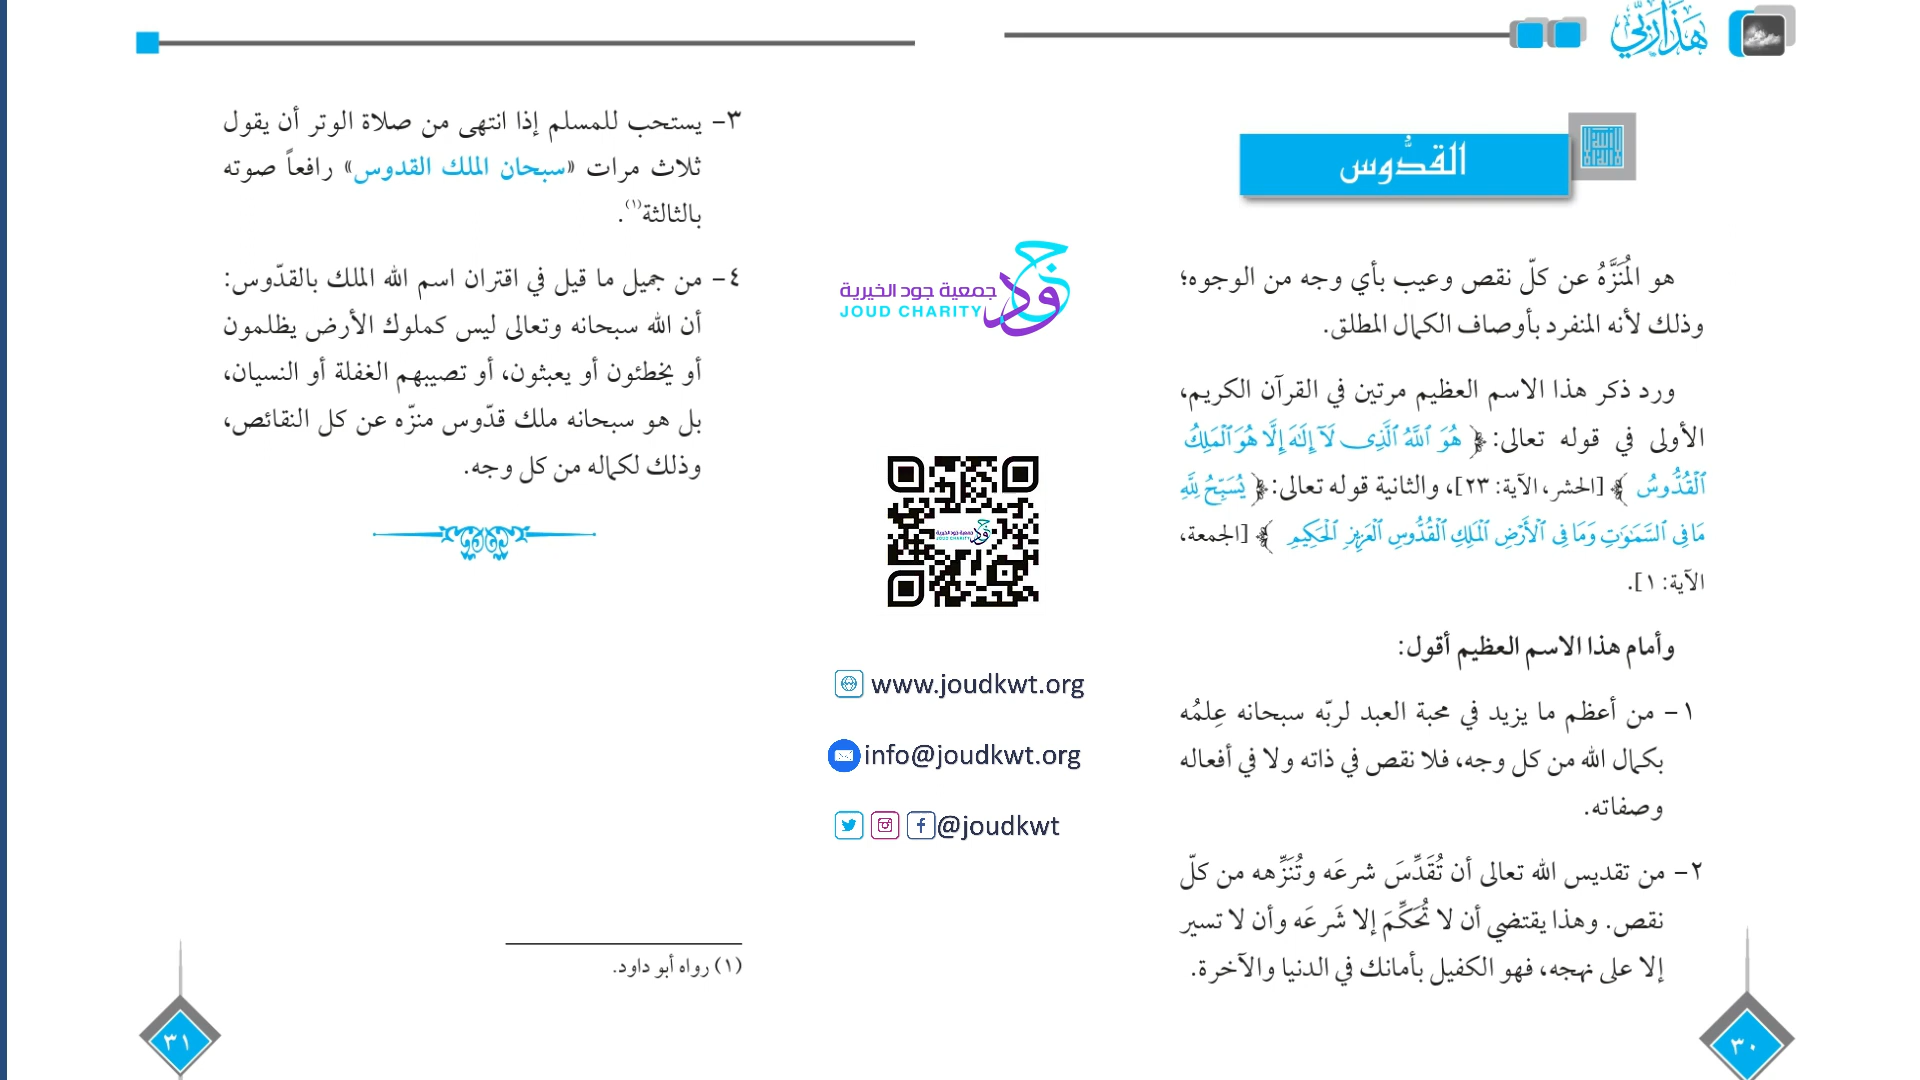 هذا ربي
القدُّوس
هو المُنَزَّهُ عن كلّ نقص وعيب بأي وجه من الوجوه؛
وذلك لأنه المنفرد بأوصاف الكمال المطلق.
ورد ذكر هذا الاسم العظيم مرتين في القرآن الكريم،
الأولى في قوله تعالى: ﴿ هُوَ ٱللَّهُ ٱلَّذِى لَآ إِلَٰهَ إِلَّا هُوَ ٱلْمَلِكُ
ٱلْقُدُّوسُ ﴾ [الحشر، الآية: ٢٣]، والثانية قوله تعالى: ﴿ يُسَبِّحُ لِلَّهِ
مَا فِى ٱلسَّمَٰوَٰتِ وَمَا فِى ٱلْأَرْضِ ٱلْمَلِكِ ٱلْقُدُّوسِ ٱلْعَزِيزِ ٱلْحَكِيمِ ﴾ [الجمعة،
الآية: ١].
وأمام هذا الاسم العظيم أقول:
١- من أعظم ما يزيد في محبة العبد لربّه سبحانه عِلمُه
بكمال الله من كل وجه، فلا نقص في ذاته ولا في أفعاله
وصفاته.
٢- من تقديس الله تعالى أن تُقَدِّسَ شرعَه وتُنَزِّهه من كلّ
نقص. وهذا يقتضي أن لا تُحَكِّمَ إلا شَرعَه وأن لا تسير
إلا على نهجه، فهو الكفيل بأمانك في الدنيا والآخرة.
٣٠
جود
جمعية جود الخيرية
JOUD CHARITY
جمعية جود الخيرية
JOUD CHARITY
www.joudkwt.org
info@joudkwt.org
@joudkwt
٣- يستحب للمسلم إذا انتهى من صلاة الوتر أن يقول
ثلاث مرات «سبحان الملك القدوس» رافعاً صوته
بالثالثة(١).
٤- من جميل ما قيل في اقتران اسم الله الملك بالقدّوس:
أن الله سبحانه وتعالى ليس كملوك الأرض يظلمون
أو يخطئون أو يعبثون، أو تصيبهم الغفلة أو النسيان،
بل هو سبحانه ملك قدّوس منزّه عن كل النقائص،
وذلك لكماله من كل وجه.
(١) رواه أبو داود.
٣١